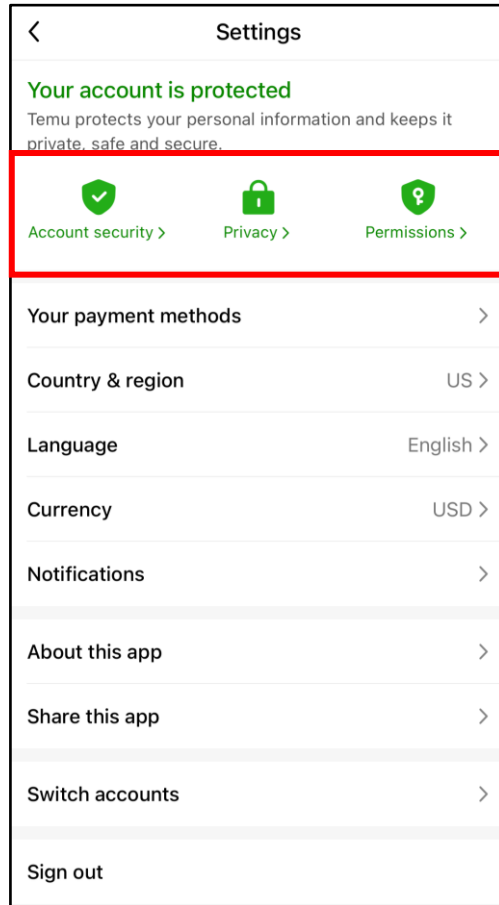 Settings
Your account is protected
Temu protects your personal information and keeps it
private, safe and secure.
Account security
Privacy
Permissions
Your payment methods
Country & region US
Language English
Currency USD
Notifications
About this app
Share this app
Switch accounts
Sign out